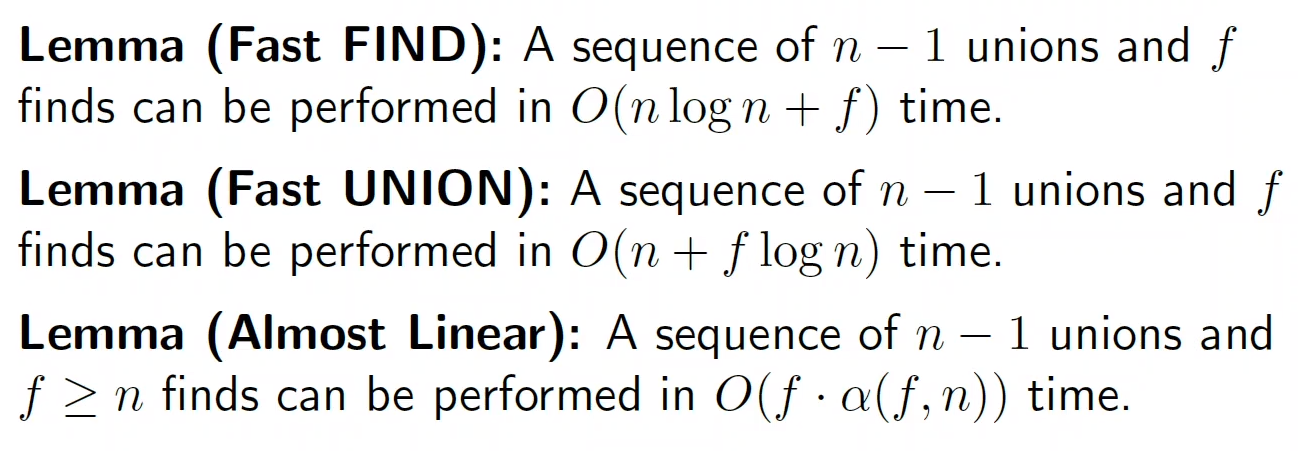 Lemma (Fast FIND): A sequence of n − 1 unions and f
finds can be performed in O(n log n + f) time.
Lemma (Fast UNION): A sequence of n − 1 unions and f
finds can be performed in O(n + f log n) time.
Lemma (Almost Linear): A sequence of n − 1 unions and
f ≥ n finds can be performed in O(f · α(f, n)) time.